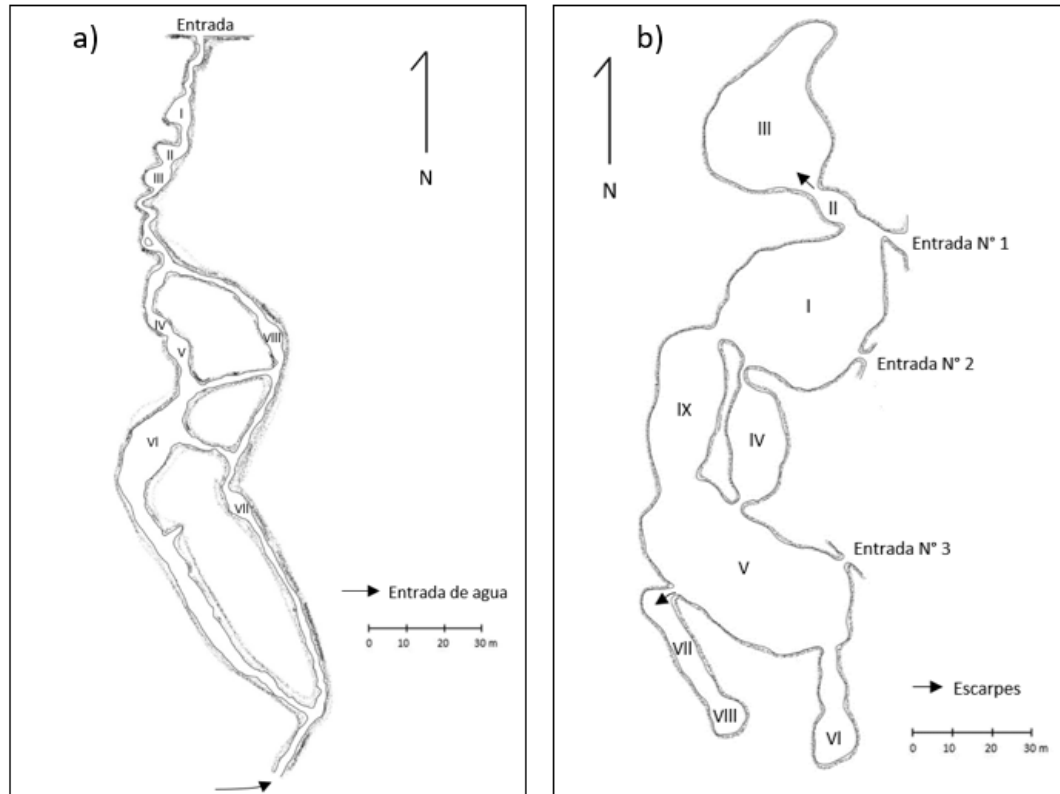 a)
Entrada
N
I
II
III
IV
V
VIII
VI
VII
Entrada de agua
0 10 20 30 m
b)
N
III
II
Entrada N° 1
I
Entrada N° 2
IX
IV
Entrada N° 3
V
VII
VIII
VI
Escarpes
0 10 20 30 m